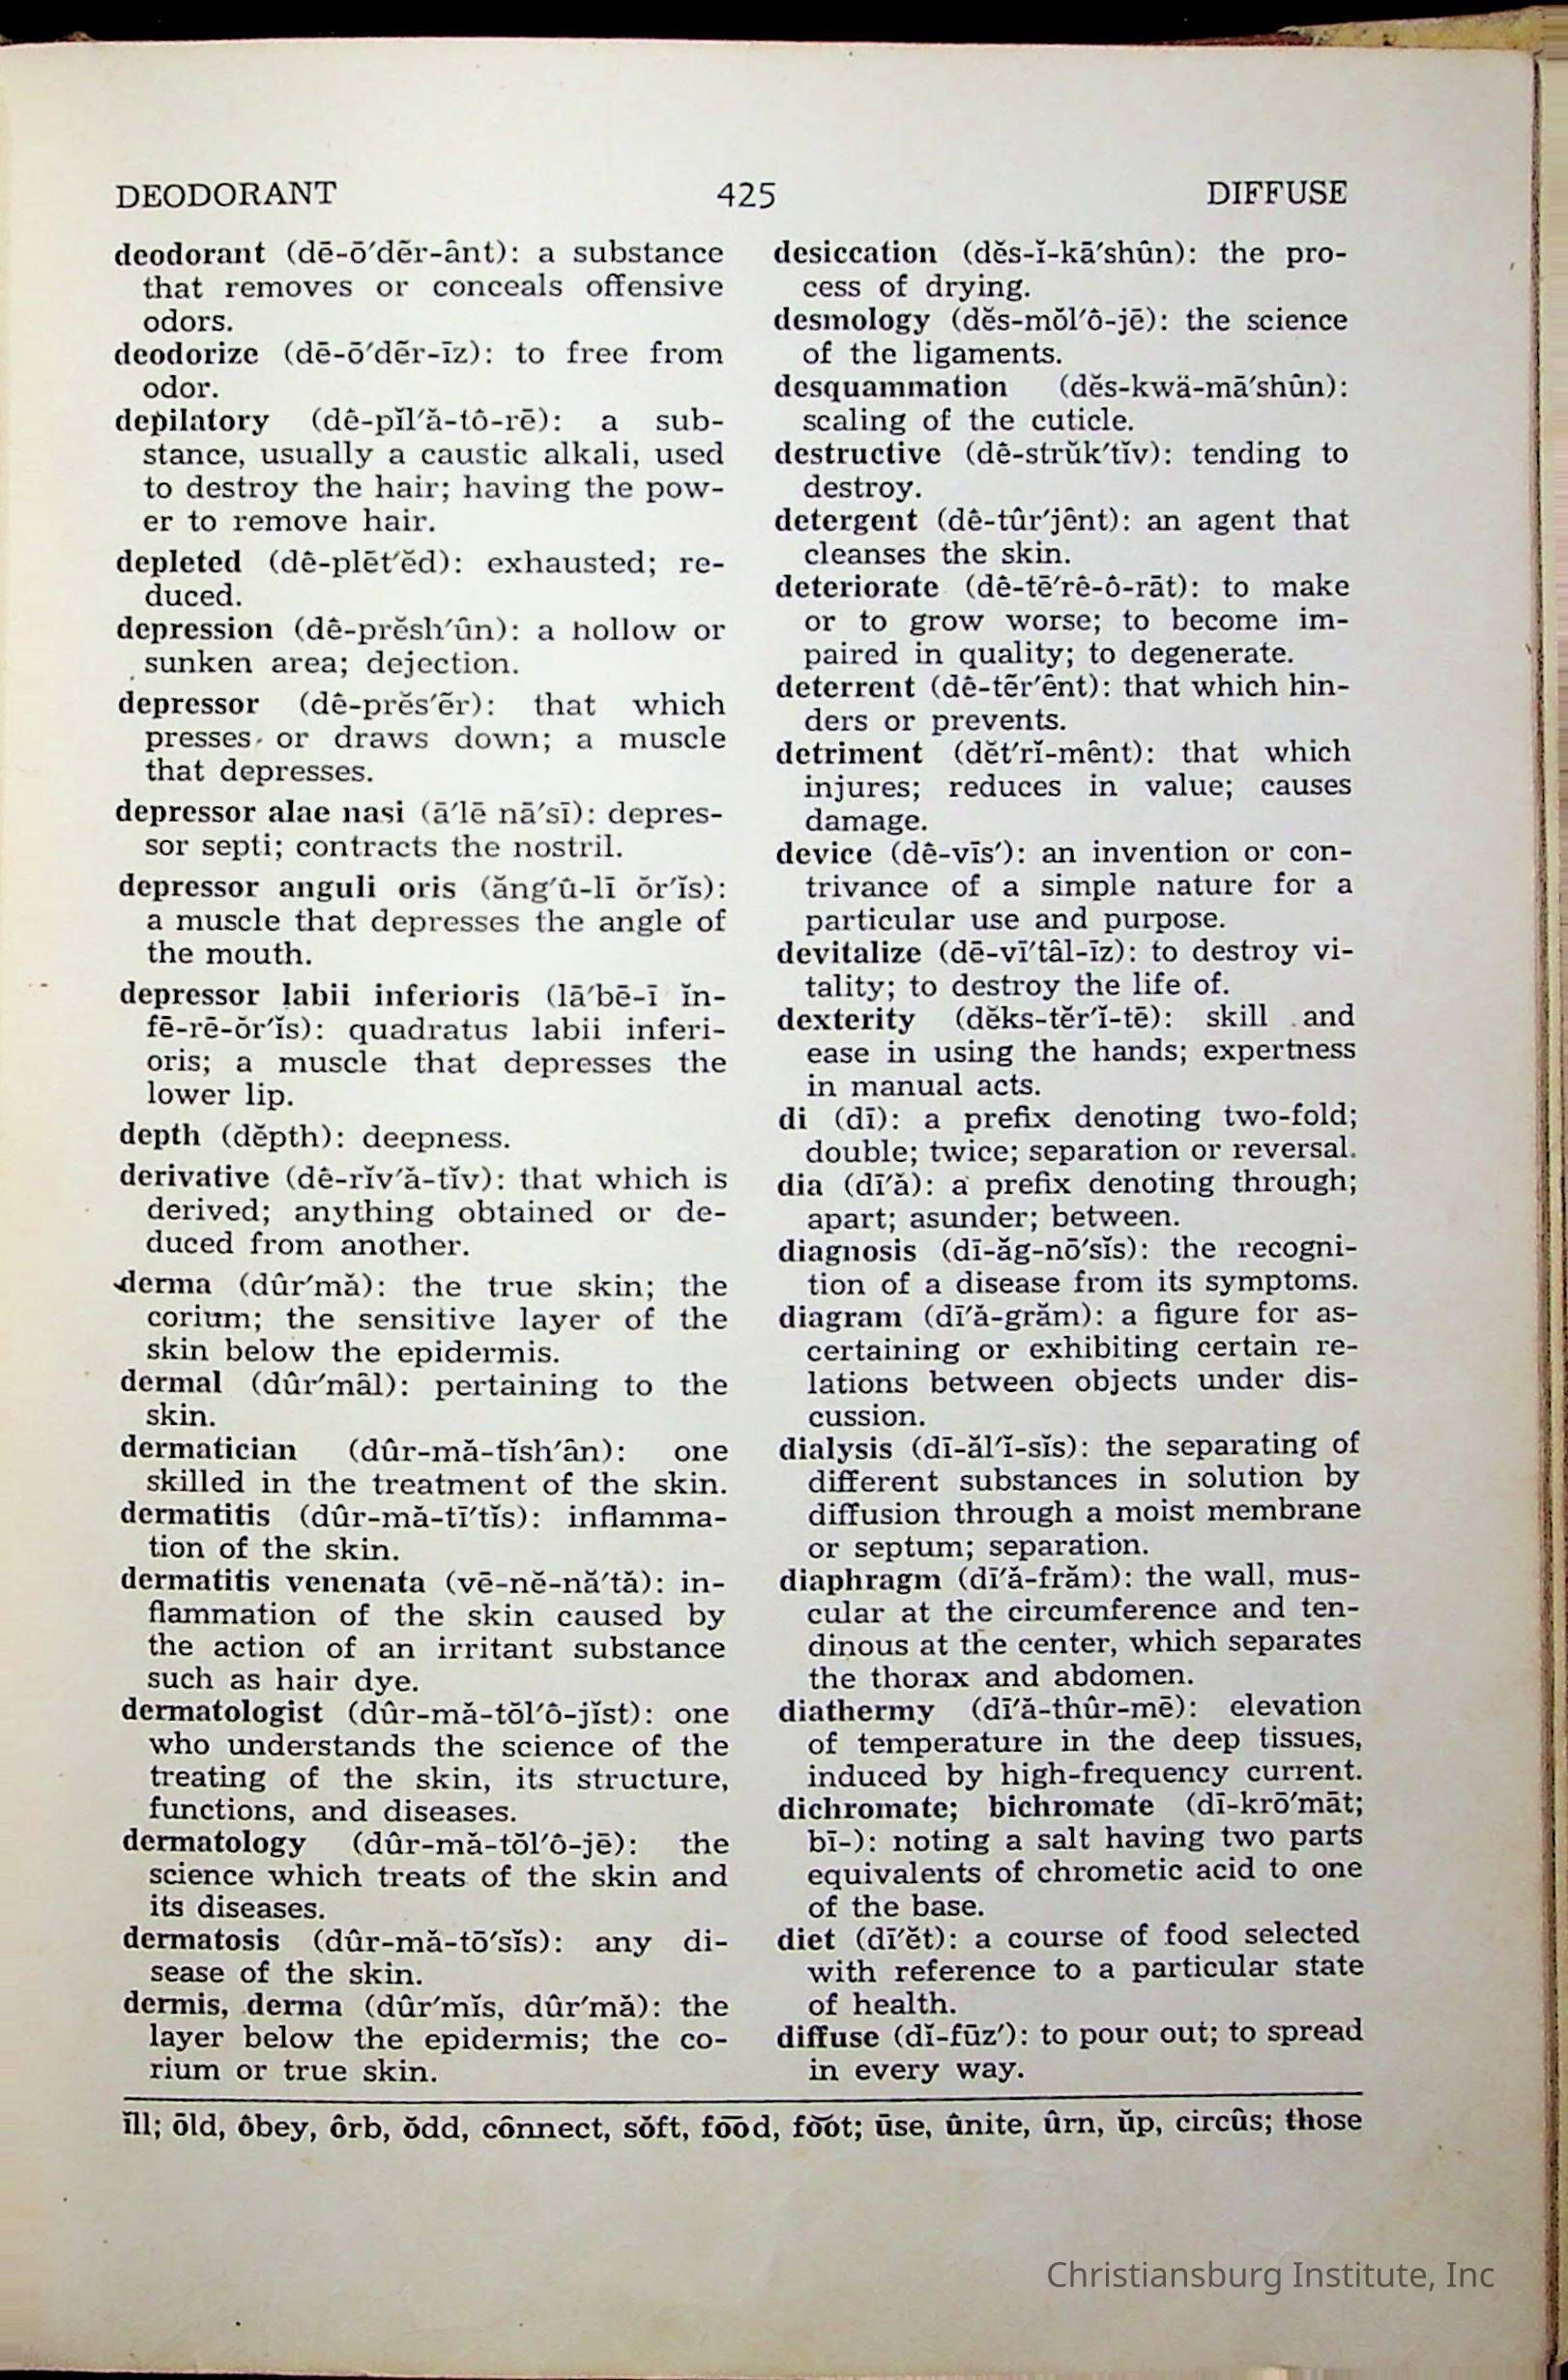 DEODORANT 425 DIFFUSE
deodorant (dē-ō′dẽr-ânt): a substance
that removes or conceals offensive
odors.
deodorize (dē-ō′dẽr-īz): to free from
odor.
depilatory (dê-pĭl′ă-tô-rē): a sub-
stance, usually a caustic alkali, used
to destroy the hair; having the pow-
er to remove hair.
depleted (dê-plēt′ĕd): exhausted; re-
duced.
depression (dê-prĕsh′ûn): a hollow or
sunken area; dejection.
depressor (dê-prĕs′ẽr): that which
presses or draws down; a muscle
that depresses.
depressor alae nasi (ā′lē nā′sī): depres-
sor septi; contracts the nostril.
depressor anguli oris (ăng′û-lī ŏr′ĭs):
a muscle that depresses the angle of
the mouth.
depressor labii inferioris (lā′bē-ī ĭn-
fē-rē-ŏr′ĭs): quadratus labii inferi-
oris; a muscle that depresses the
lower lip.
depth (dĕpth): deepness.
derivative (dê-rĭv′ă-tĭv): that which is
derived; anything obtained or de-
duced from another.
derma (dûr′mă): the true skin; the
corium; the sensitive layer of the
skin below the epidermis.
dermal (dûr′mâl): pertaining to the
skin.
dermatician (dûr-mă-tĭsh′ân): one
skilled in the treatment of the skin.
dermatitis (dûr-mă-tī′tĭs): inflamma-
tion of the skin.
dermatitis venenata (vē-nĕ-nă′tă): in-
flammation of the skin caused by
the action of an irritant substance
such as hair dye.
dermatologist (dûr-mă-tŏl′ô-jĭst): one
who understands the science of the
treating of the skin, its structure,
functions, and diseases.
dermatology (dûr-mă-tŏl′ô-jē): the
science which treats of the skin and
its diseases.
dermatosis (dûr-mă-tō′sĭs): any di-
sease of the skin.
dermis, derma (dûr′mĭs, dûr′mă): the
layer below the epidermis; the co-
rium or true skin.
desiccation (dĕs-ĭ-kā′shûn): the pro-
cess of drying.
desmology (dĕs-mŏl′ô-jē): the science
of the ligaments.
desquammation (dĕs-kwä-mā′shûn):
scaling of the cuticle.
destructive (dê-strŭk′tĭv): tending to
destroy.
detergent (dê-tûr′jênt): an agent that
cleanses the skin.
deteriorate (dê-tē′rê-ô-rāt): to make
or to grow worse; to become im-
paired in quality; to degenerate.
deterrent (dê-tẽr′ênt): that which hin-
ders or prevents.
detriment (dĕt′rĭ-mênt): that which
injures; reduces in value; causes
damage.
device (dê-vīs′): an invention or con-
trivance of a simple nature for a
particular use and purpose.
devitalize (dē-vī′tâl-īz): to destroy vi-
tality; to destroy the life of.
dexterity (dĕks-tĕr′ĭ-tē): skill and
ease in using the hands; expertness
in manual acts.
di (dī): a prefix denoting two-fold;
double; twice; separation or reversal.
dia (dī′ă): a prefix denoting through;
apart; asunder; between.
diagnosis (dī-ăg-nō′sĭs): the recogni-
tion of a disease from its symptoms.
diagram (dī′ă-grăm): a figure for as-
certaining or exhibiting certain re-
lations between objects under dis-
cussion.
dialysis (dī-ăl′ĭ-sĭs): the separating of
different substances in solution by
diffusion through a moist membrane
or septum; separation.
diaphragm (dī′ă-frăm): the wall, mus-
cular at the circumference and ten-
dinous at the center, which separates
the thorax and abdomen.
diathermy (dī′ă-thûr-mē): elevation
of temperature in the deep tissues,
induced by high-frequency current.
dichromate; bichromate (dī-krō′māt;
bī-): noting a salt having two parts
equivalents of chrometic acid to one
of the base.
diet (dī′ĕt): a course of food selected
with reference to a particular state
of health.
diffuse (dĭ-fūz′): to pour out; to spread
in every way.
ĭll; ōld, ôbey, ôrb, ŏdd, cônnect, sŏft, fo͞od, fo͝ot; ūse, ûnite, ûrn, ŭp, circûs; those
Christiansburg Institute, Inc